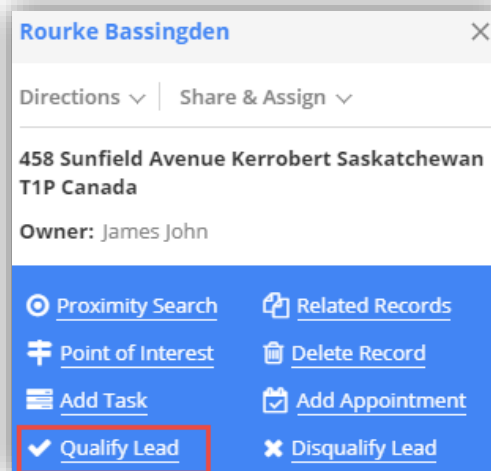 Rourke Bassingden
Directions Share & Assign
458 Sunfield Avenue Kerrobert Saskatchewan
T1P Canada
Owner: James John
Proximity Search Related Records
Point of Interest Delete Record
Add Task Add Appointment
Qualify Lead Disqualify Lead